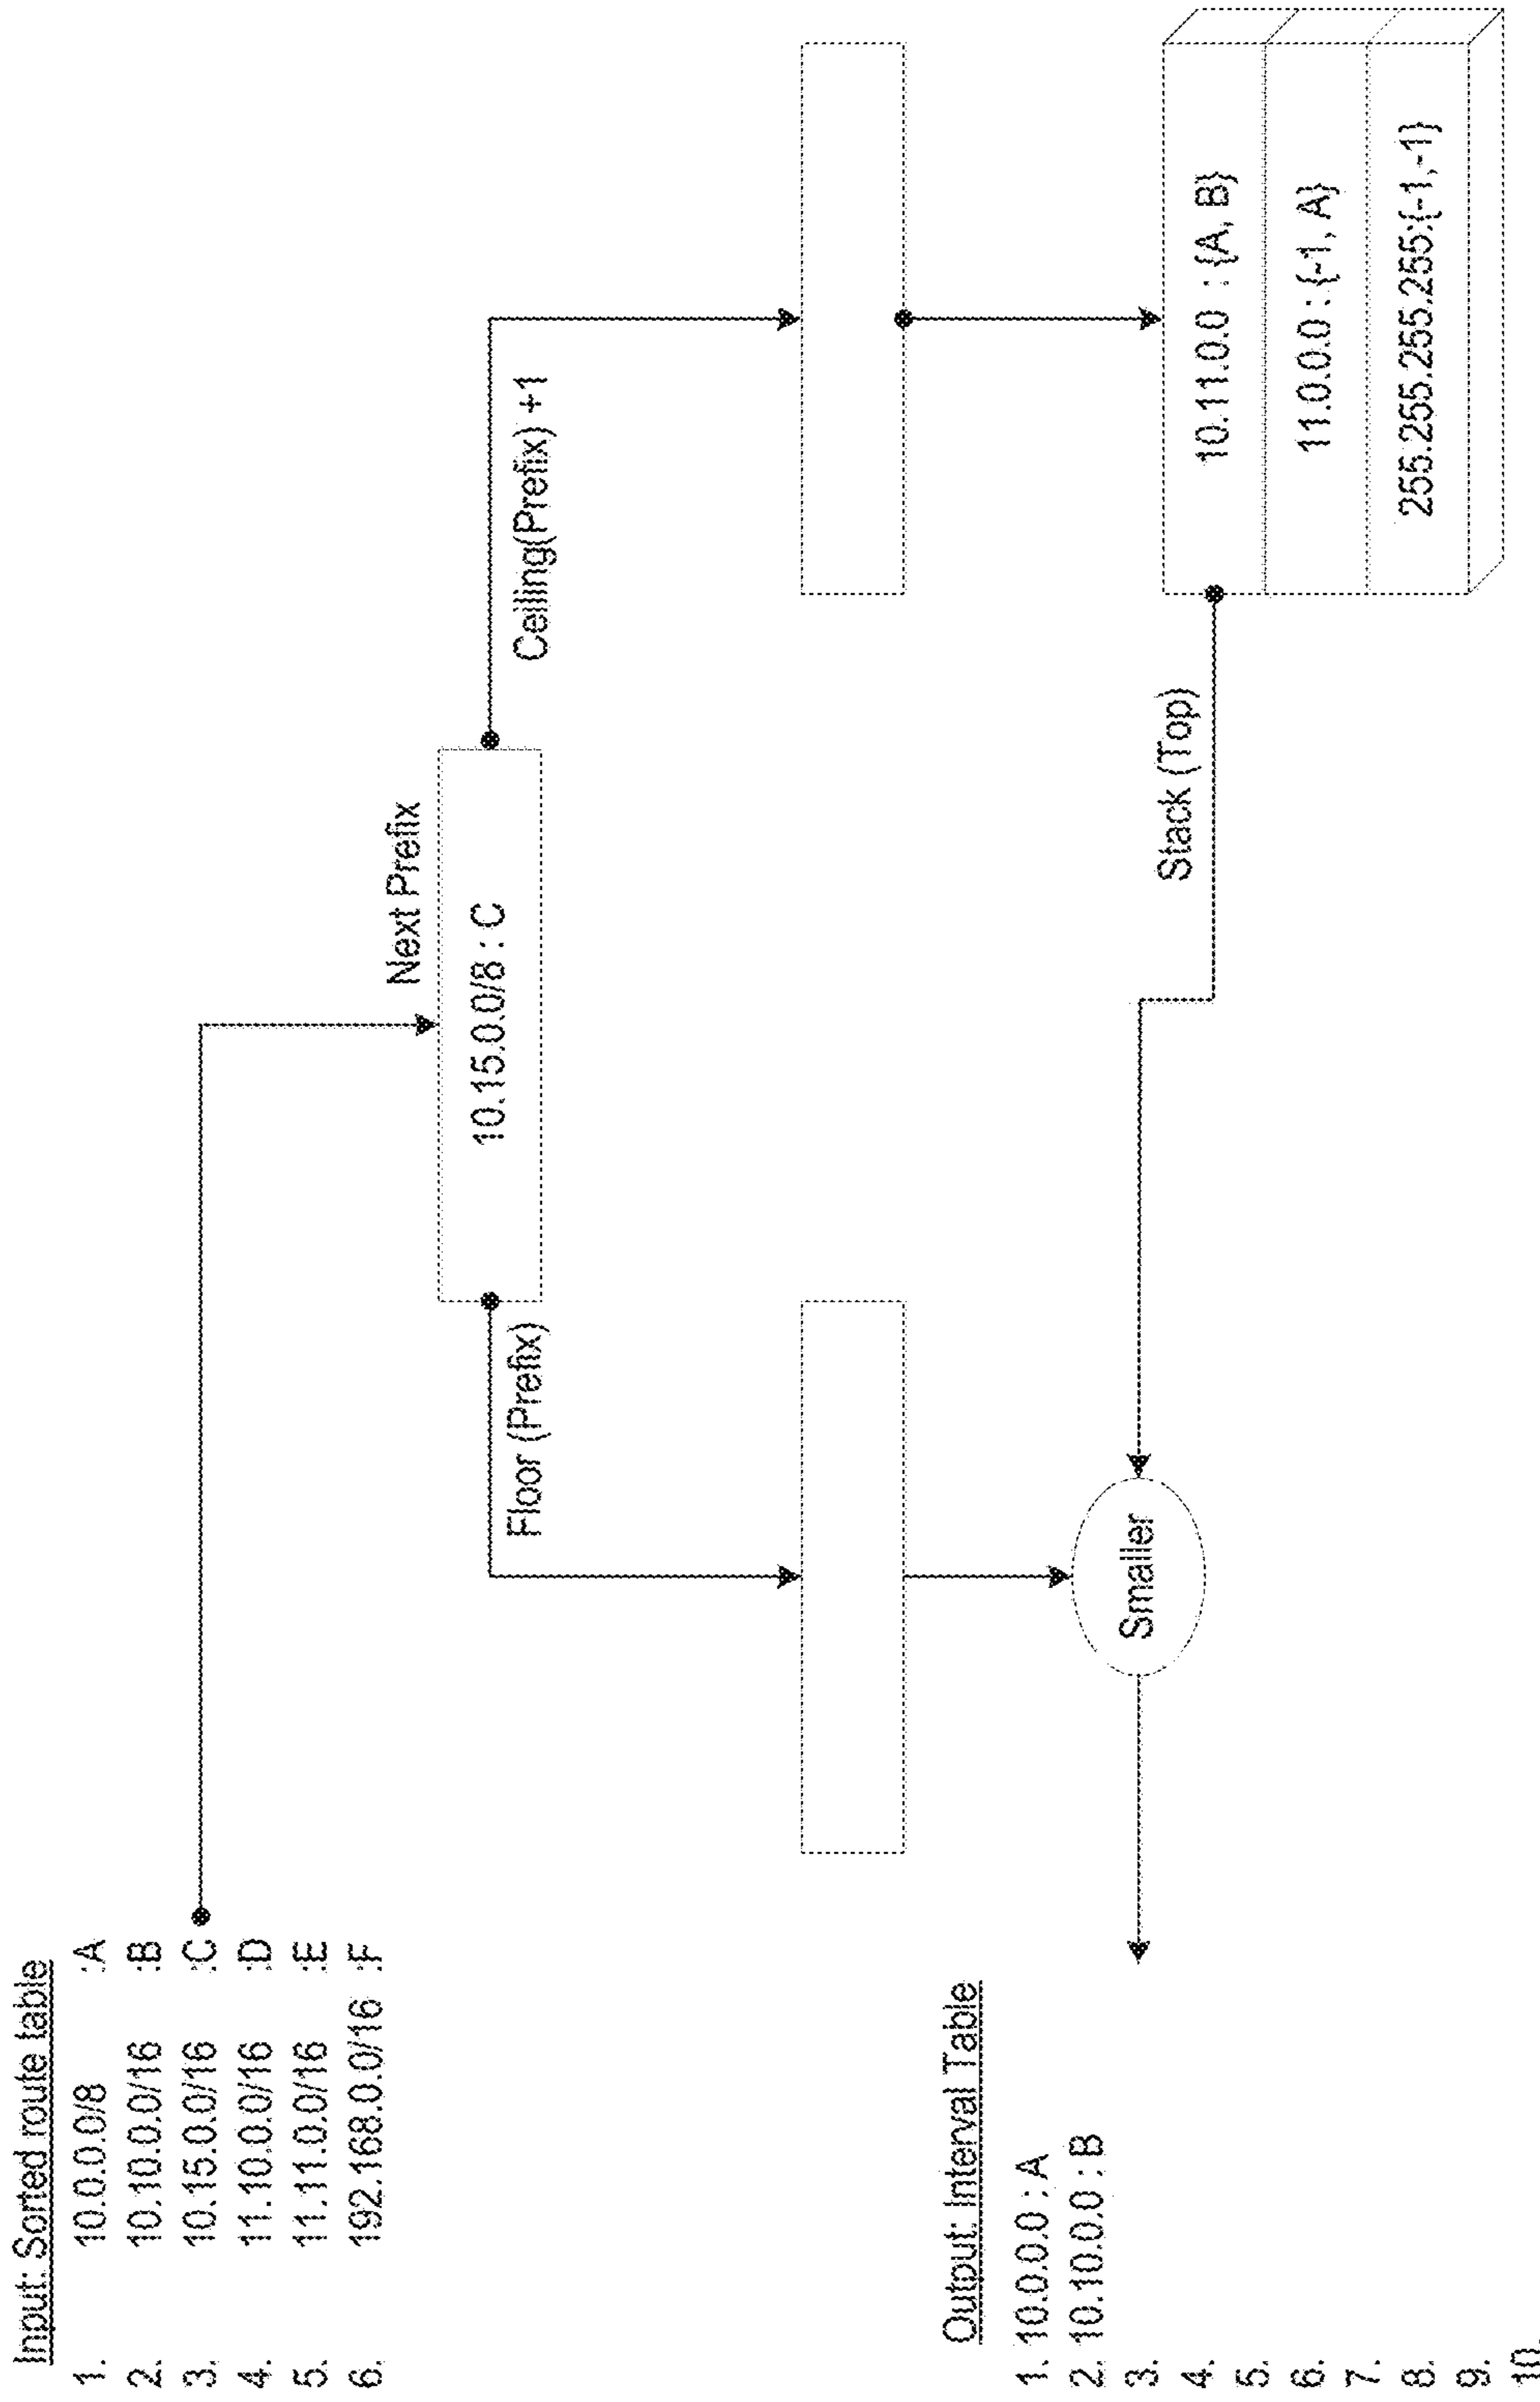 Input: Sorted route table
1. 10.0.0.0/8 :A
2. 10.10.0.0/16 :B
3. 10.15.0.0/16 :C
4. 11.10.0.0/16 :D
5. 11.11.0.0/16 :E
6. 192.168.0.0/16 :F
Next Prefix
10.15.0.0/8 : C
Floor (Prefix)
Ceiling(Prefix) +1
Output: Interval Table
1. 10.0.0.0 : A
2. 10.10.0.0 : B
3.
4.
5.
6.
7.
8.
9.
10.
Smaller
Stack (Top)
10.11.0.0 : {A, B}
11.0.0.0 : {-1, A}
255.255.255.255:{-1,-1}